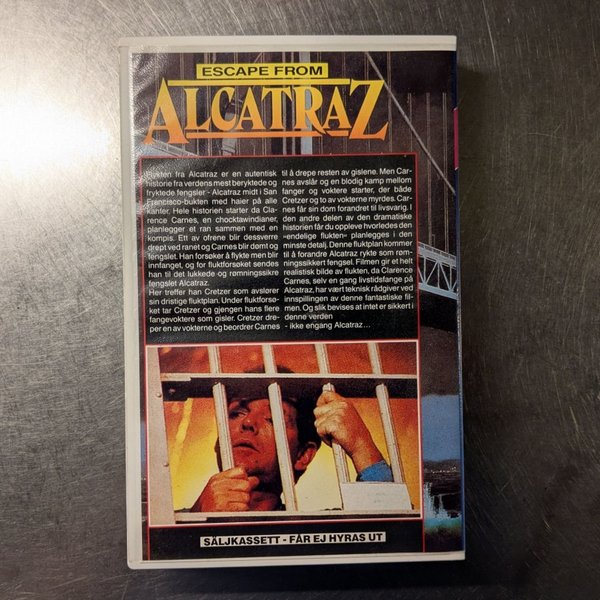 ESCAPE FROM
ALCATRAZ
Flukten fra Alcatraz er en autentisk
historie fra verdens mest beryktede og
fryktede fengsler - Alcatraz midt i San
Francisco-bukten med haier på alle
kanter. Hele historien starter da Cla-
rence Carnes, en chocktawindianer,
planlegger et ran sammen med en
kompis. Ett av ofrene blir dessverre
drept ved ranet og Carnes blir dømt og
fengslet. Han forsøker å flykte men blir
innfanget, og for fluktforsøket sendes
han til det lukkede og rømningssikre
fengslet Alcatraz.
Her treffer han Cretzer som avslører
sin dristige fluktplan. Under fluktforsø-
ket tar Cretzer og gjengen hans flere
fangevoktere som gisler. Cretzer dre-
per en av vokterne og beordrer Carnes
til å drepe resten av gislene. Men Car-
nes avslår og en blodig kamp mellom
fanger og voktere starter, der både
Cretzer og to av vokterne myrdes. Car-
nes får sin dom forandret til livsvarig. I
den andre delen av den dramatiske
historien får du oppleve hvorledes den
«endelige flukten» planlegges i den
minste detalj. Denne fluktplan kommer
til å forandre Alcatraz rykte som røm-
ningssikkert fengsel. Filmen gir et helt
realistisk bilde av flukten, da Clarence
Carnes, selv en gang livstidsfange på
Alcatraz, har vært teknisk rådgiver ved
innspillingen av denne fantastiske fil-
men. Og slik bevises at intet er sikkert i
denne verden
- ikke engang Alcatraz...
SÄLJKASSETT - FÅR EJ HYRAS UT